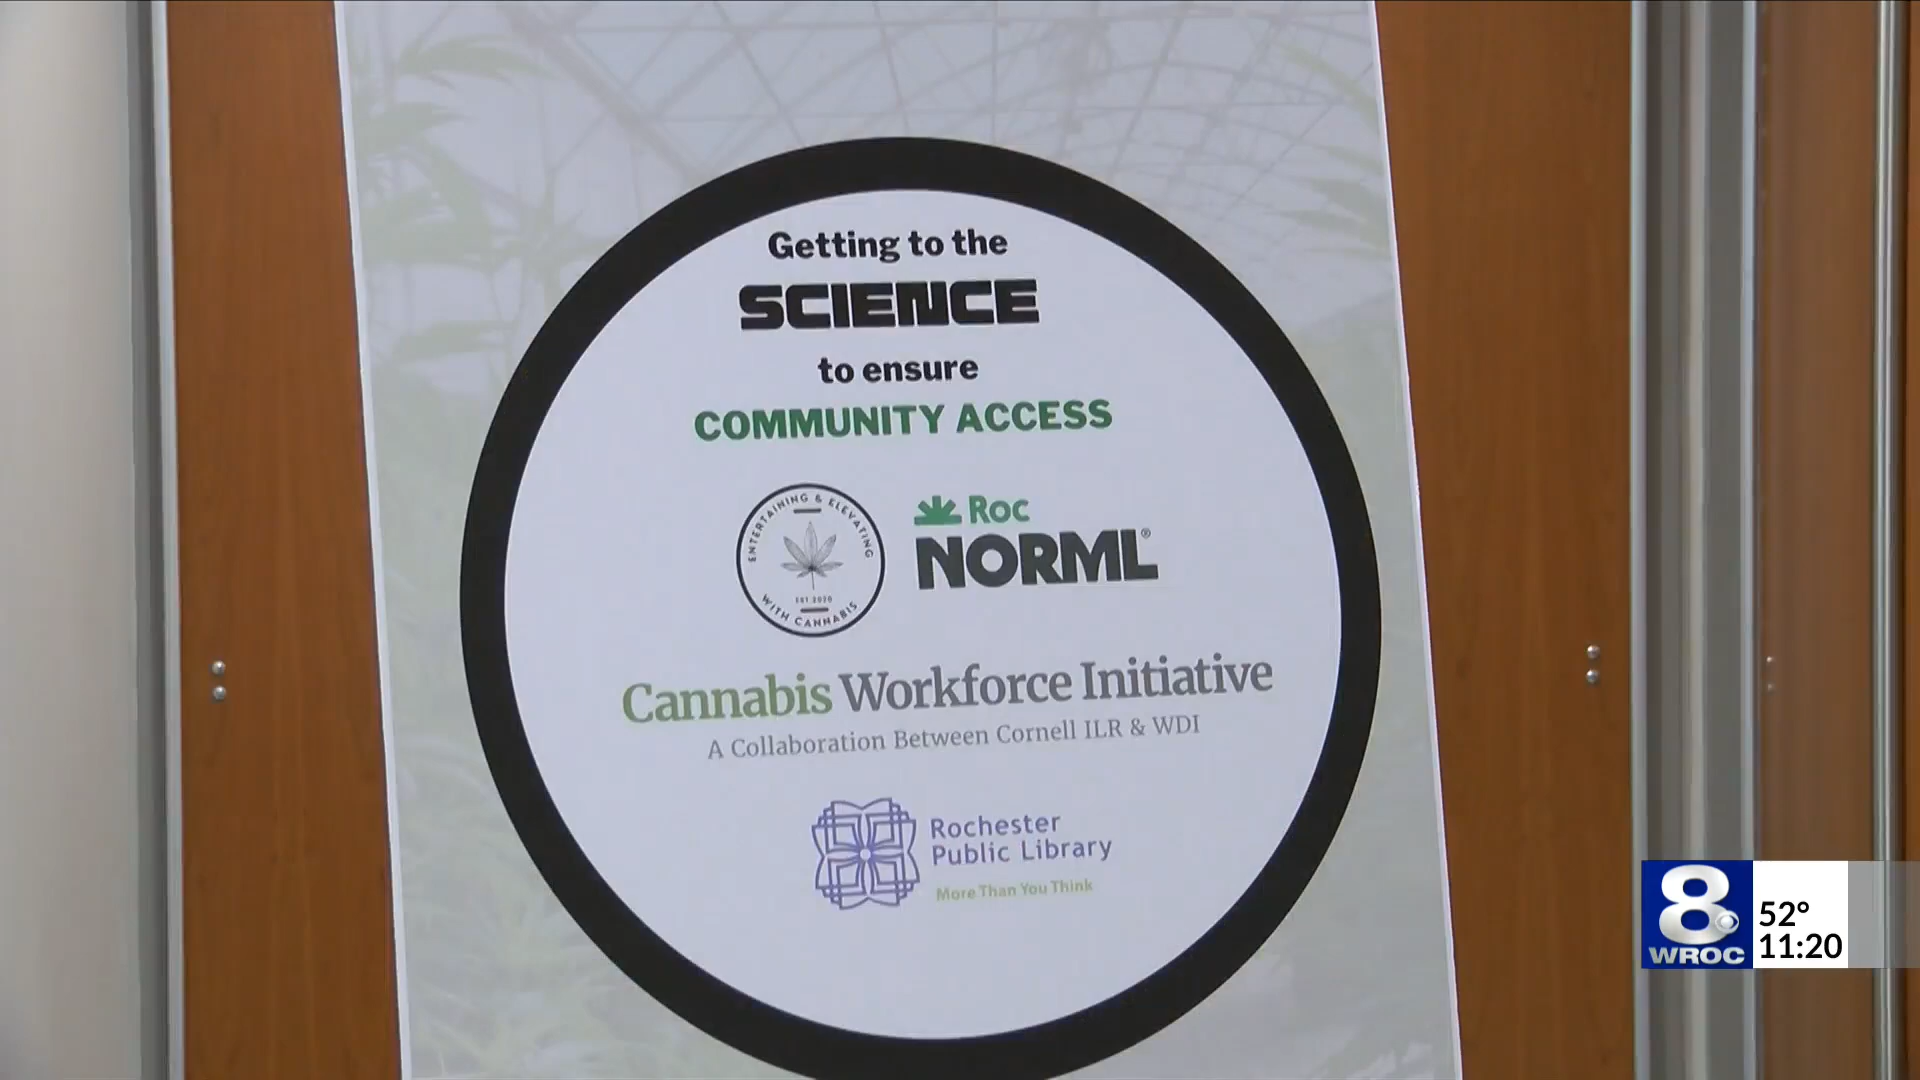 Getting to the
SCIENCE
to ensure
COMMUNITY ACCESS
ENTERTAINING & ELEVATING
EST 2020
WITH CANNABIS
Roc
NORML®
Cannabis Workforce Initiative
A Collaboration Between Cornell ILR & WDI
Rochester
Public Library
More Than You Think
8
WROC
52°
11:20